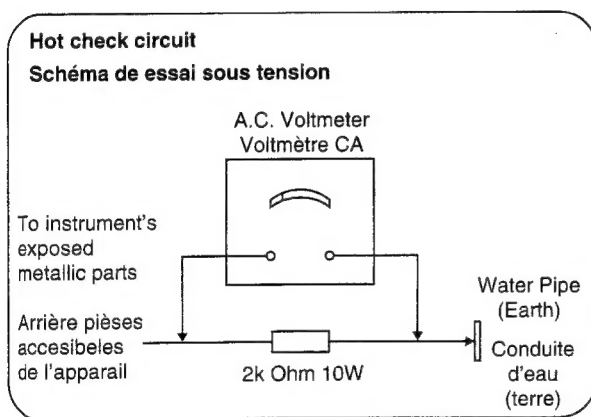 Hot check circuit
Schéma de essai sous tension
A.C. Voltmeter
Voltmètre CA
To instrument's
exposed
metallic parts
Arrière pièses
accesibeles
de l'apparail
2k Ohm 10W
Water Pipe
(Earth)
Conduite
d'eau
(terre)